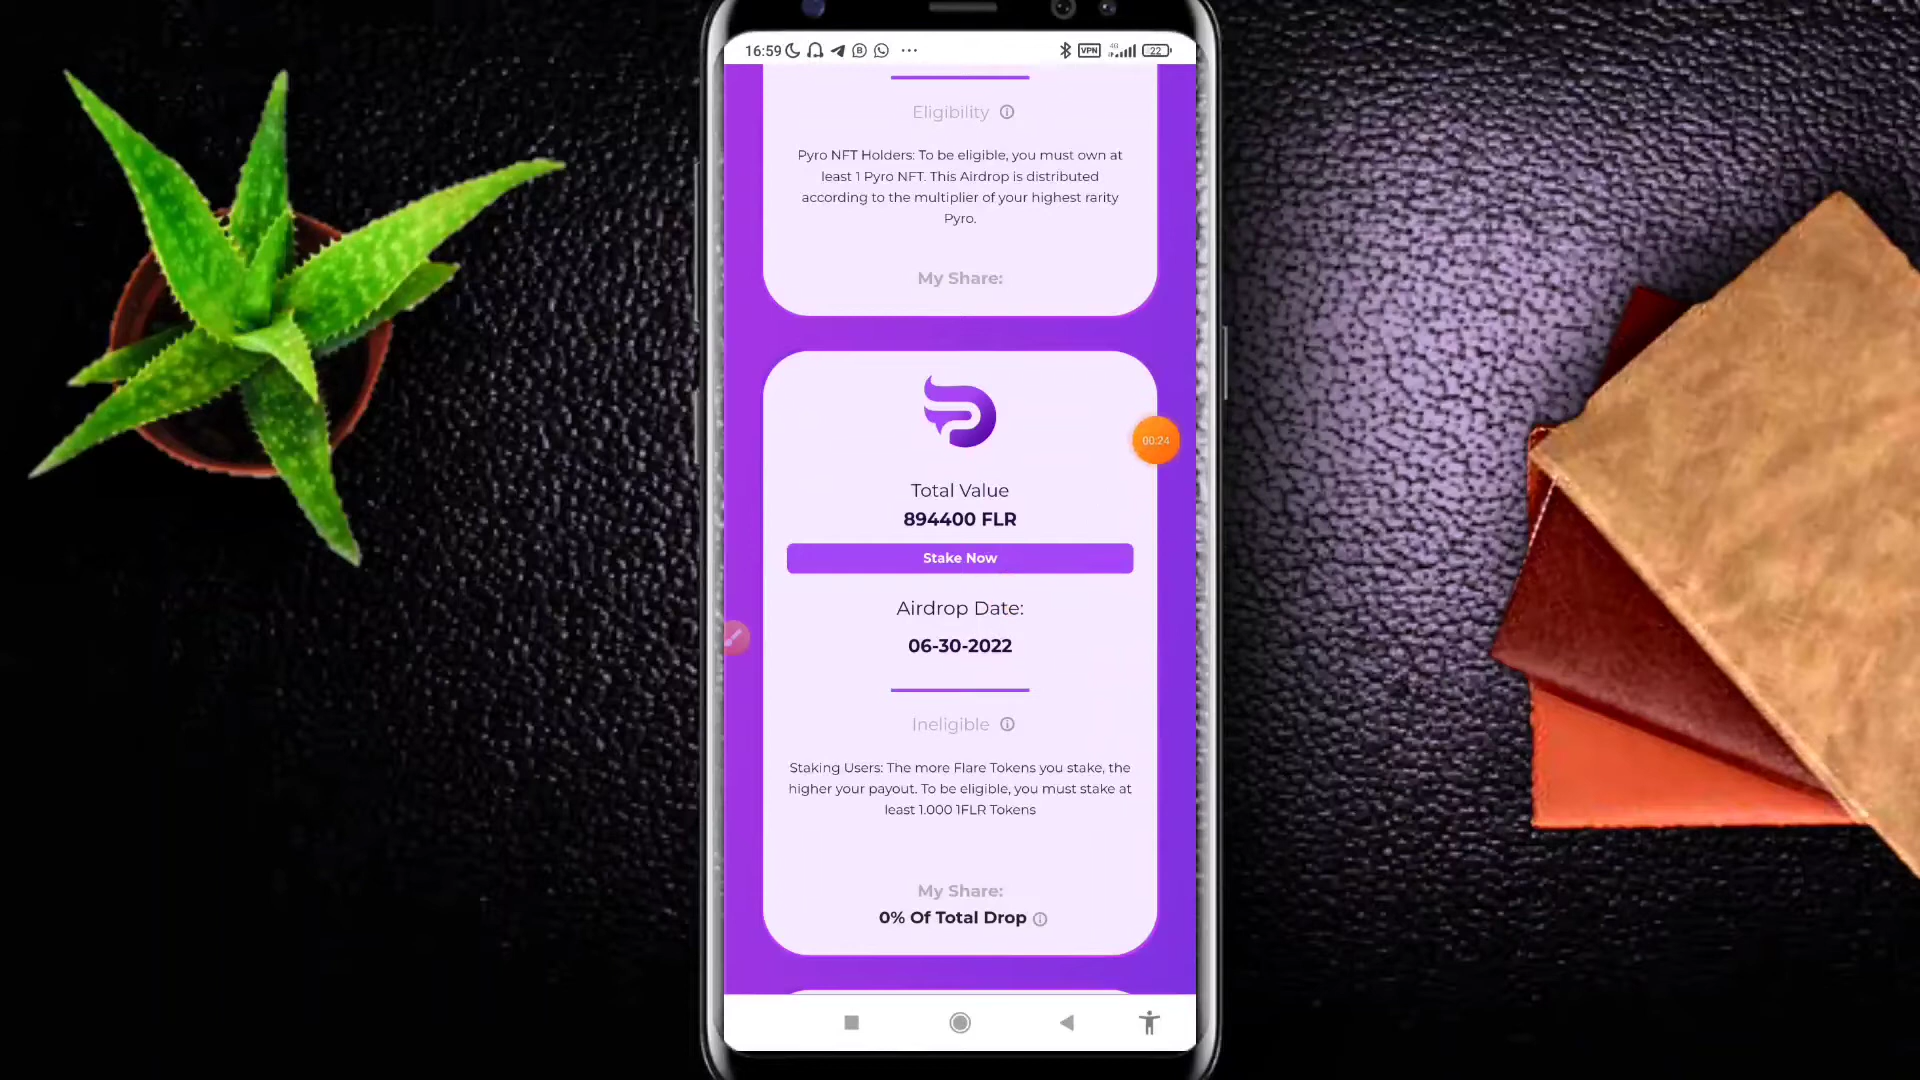 16:59
VPN
4G
22
Eligibility
Pyro NFT Holders: To be eligible, you must own at
least 1 Pyro NFT. This Airdrop is distributed
according to the multiplier of your highest rarity
Pyro.
My Share:
Total Value
894400 FLR
00:24
Stake Now
Airdrop Date:
06-30-2022
Ineligible
Staking Users: The more Flare Tokens you stake, the
higher your payout. To be eligible, you must stake at
least 1.000 1FLR Tokens
My Share:
0% Of Total Drop